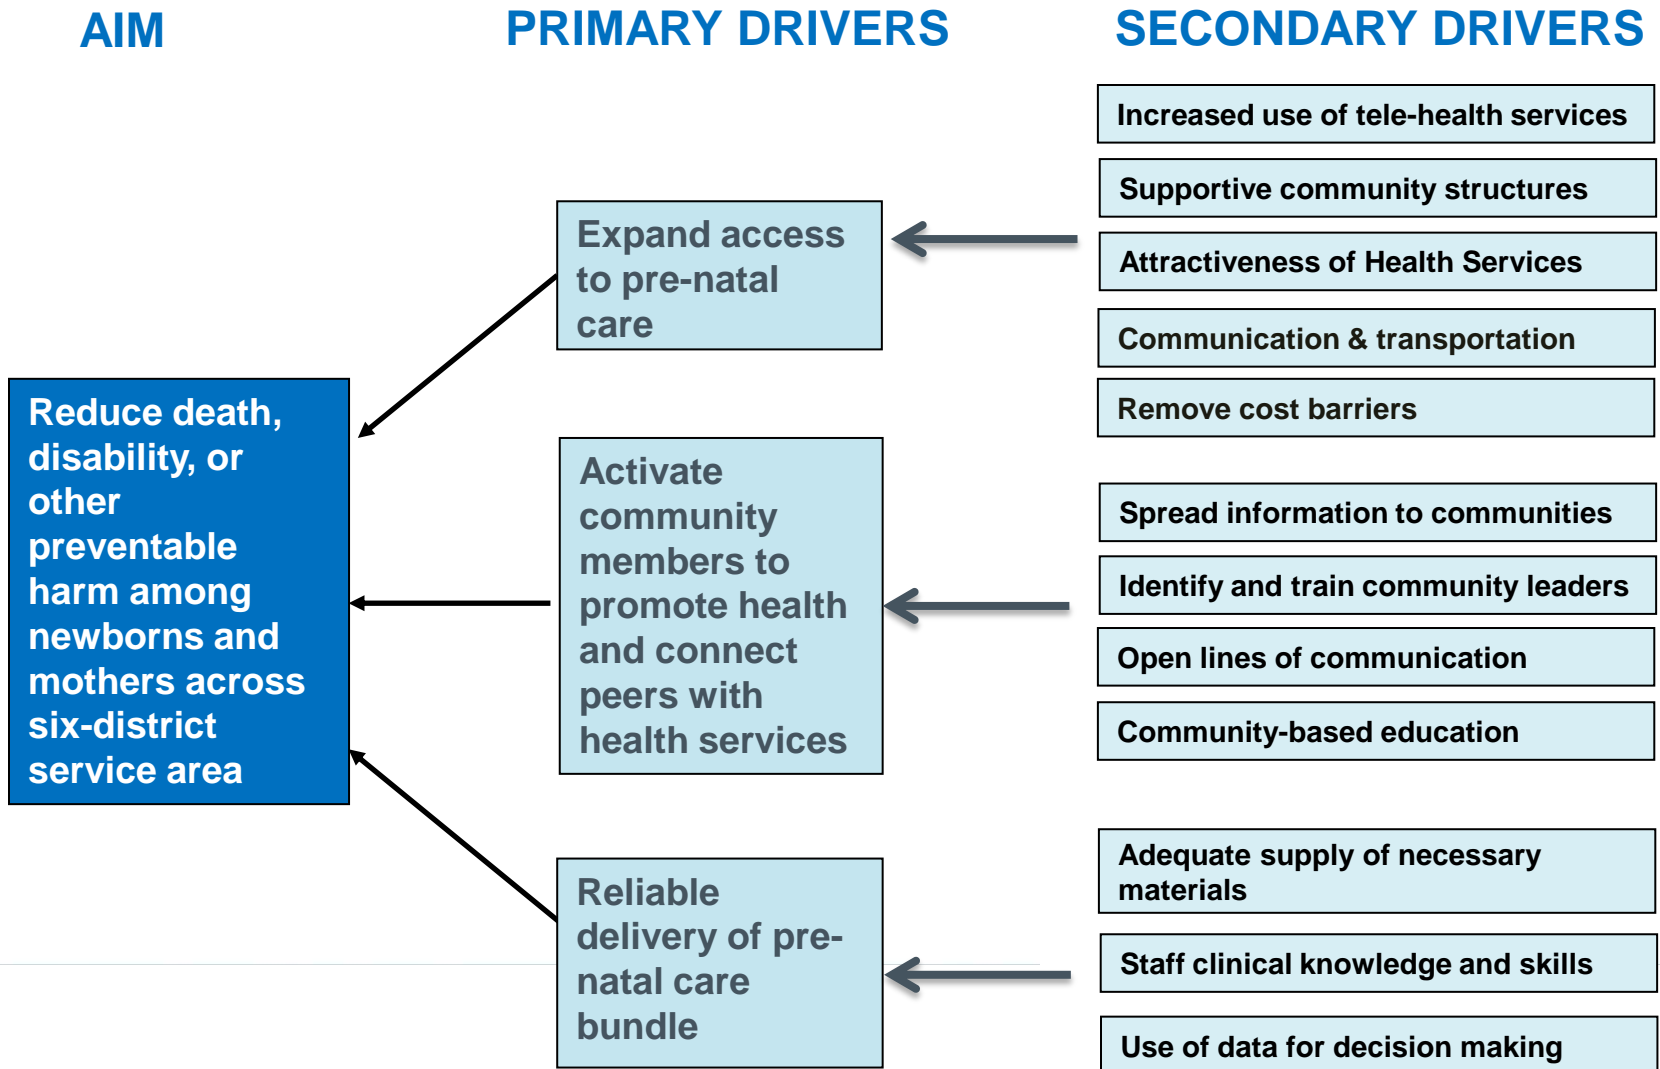 AIM
PRIMARY DRIVERS
SECONDARY DRIVERS
Reduce death,
disability, or
other
preventable
harm among
newborns and
mothers across
six-district
service area
Expand access
to pre-natal
care
Activate
community
members to
promote health
and connect
peers with
health services
Reliable
delivery of pre-
natal care
bundle
Increased use of tele-health services
Supportive community structures
Attractiveness of Health Services
Communication & transportation
Remove cost barriers
Spread information to communities
Identify and train community leaders
Open lines of communication
Community-based education
Adequate supply of necessary
materials
Staff clinical knowledge and skills
Use of data for decision making